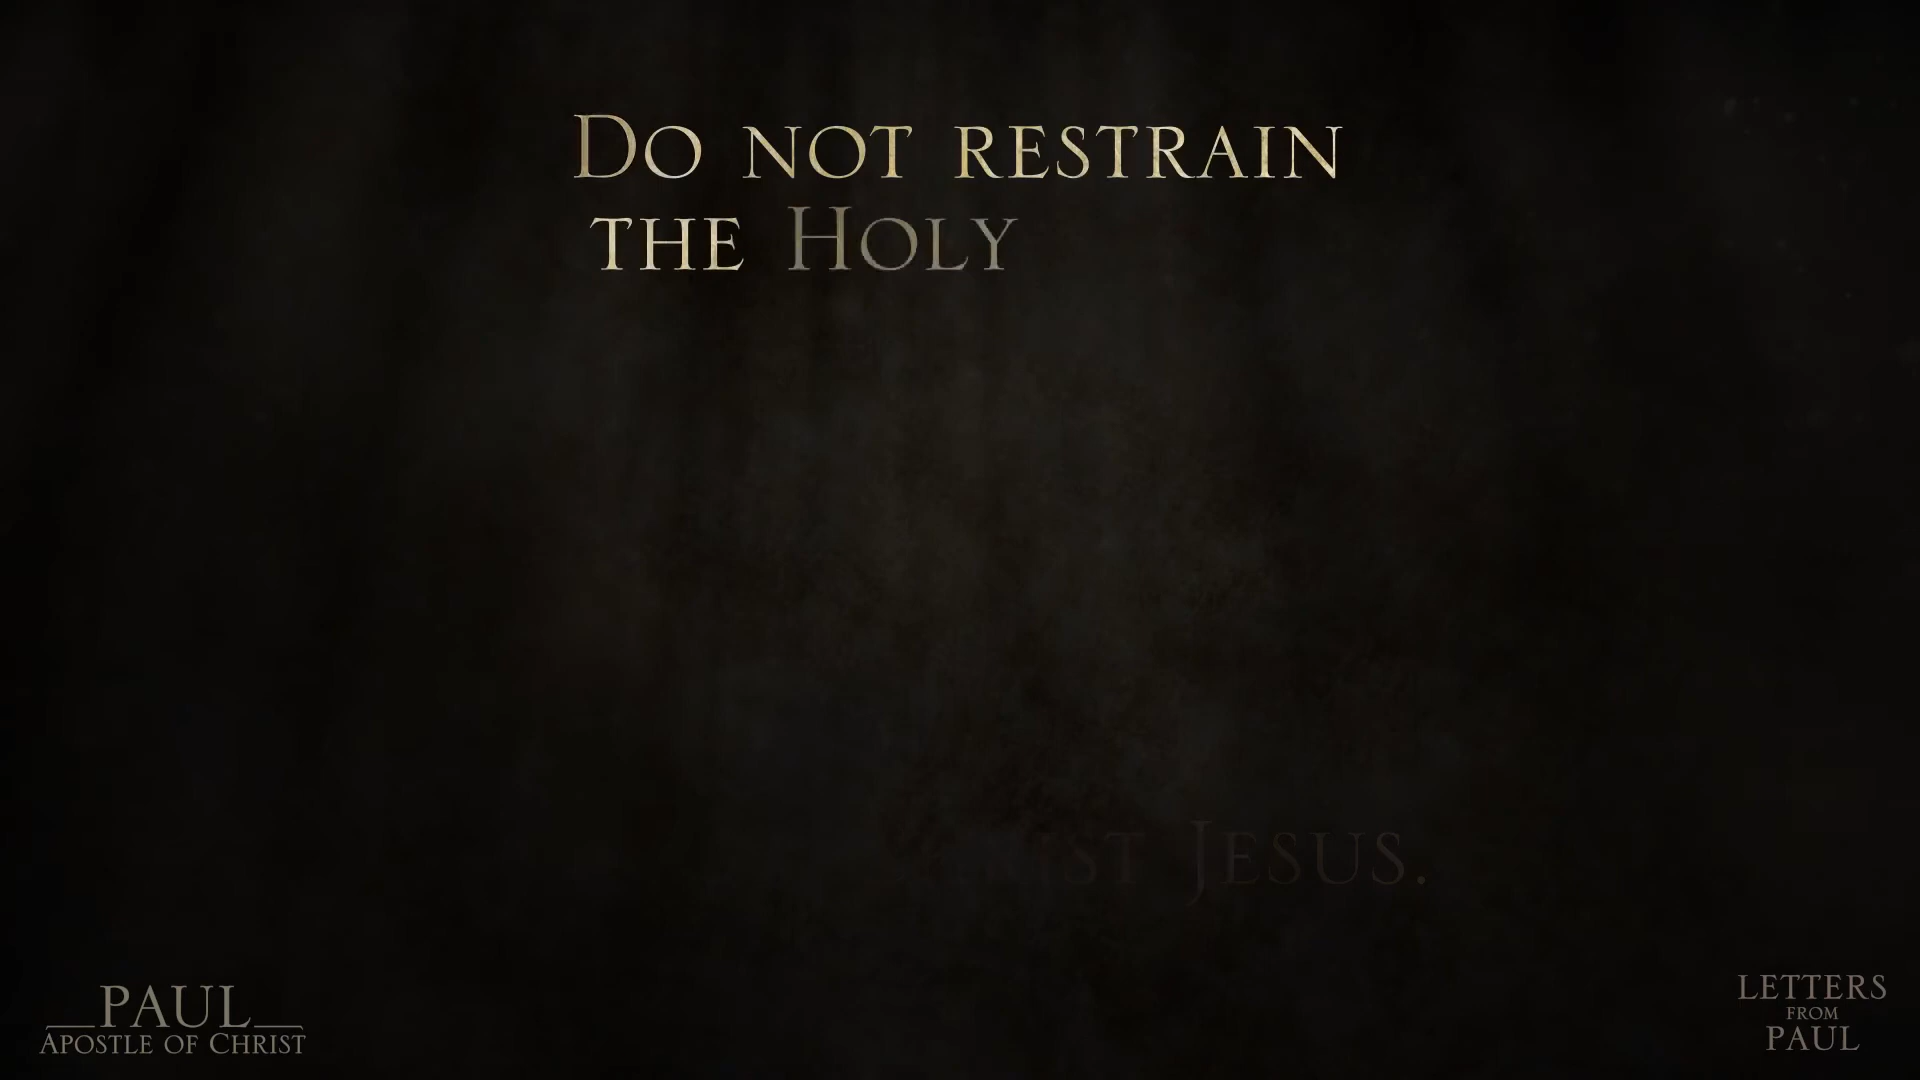 Do not restrain
the Holy
Jesus.
PAUL
Apostle of Christ
LETTERS
FROM
PAUL